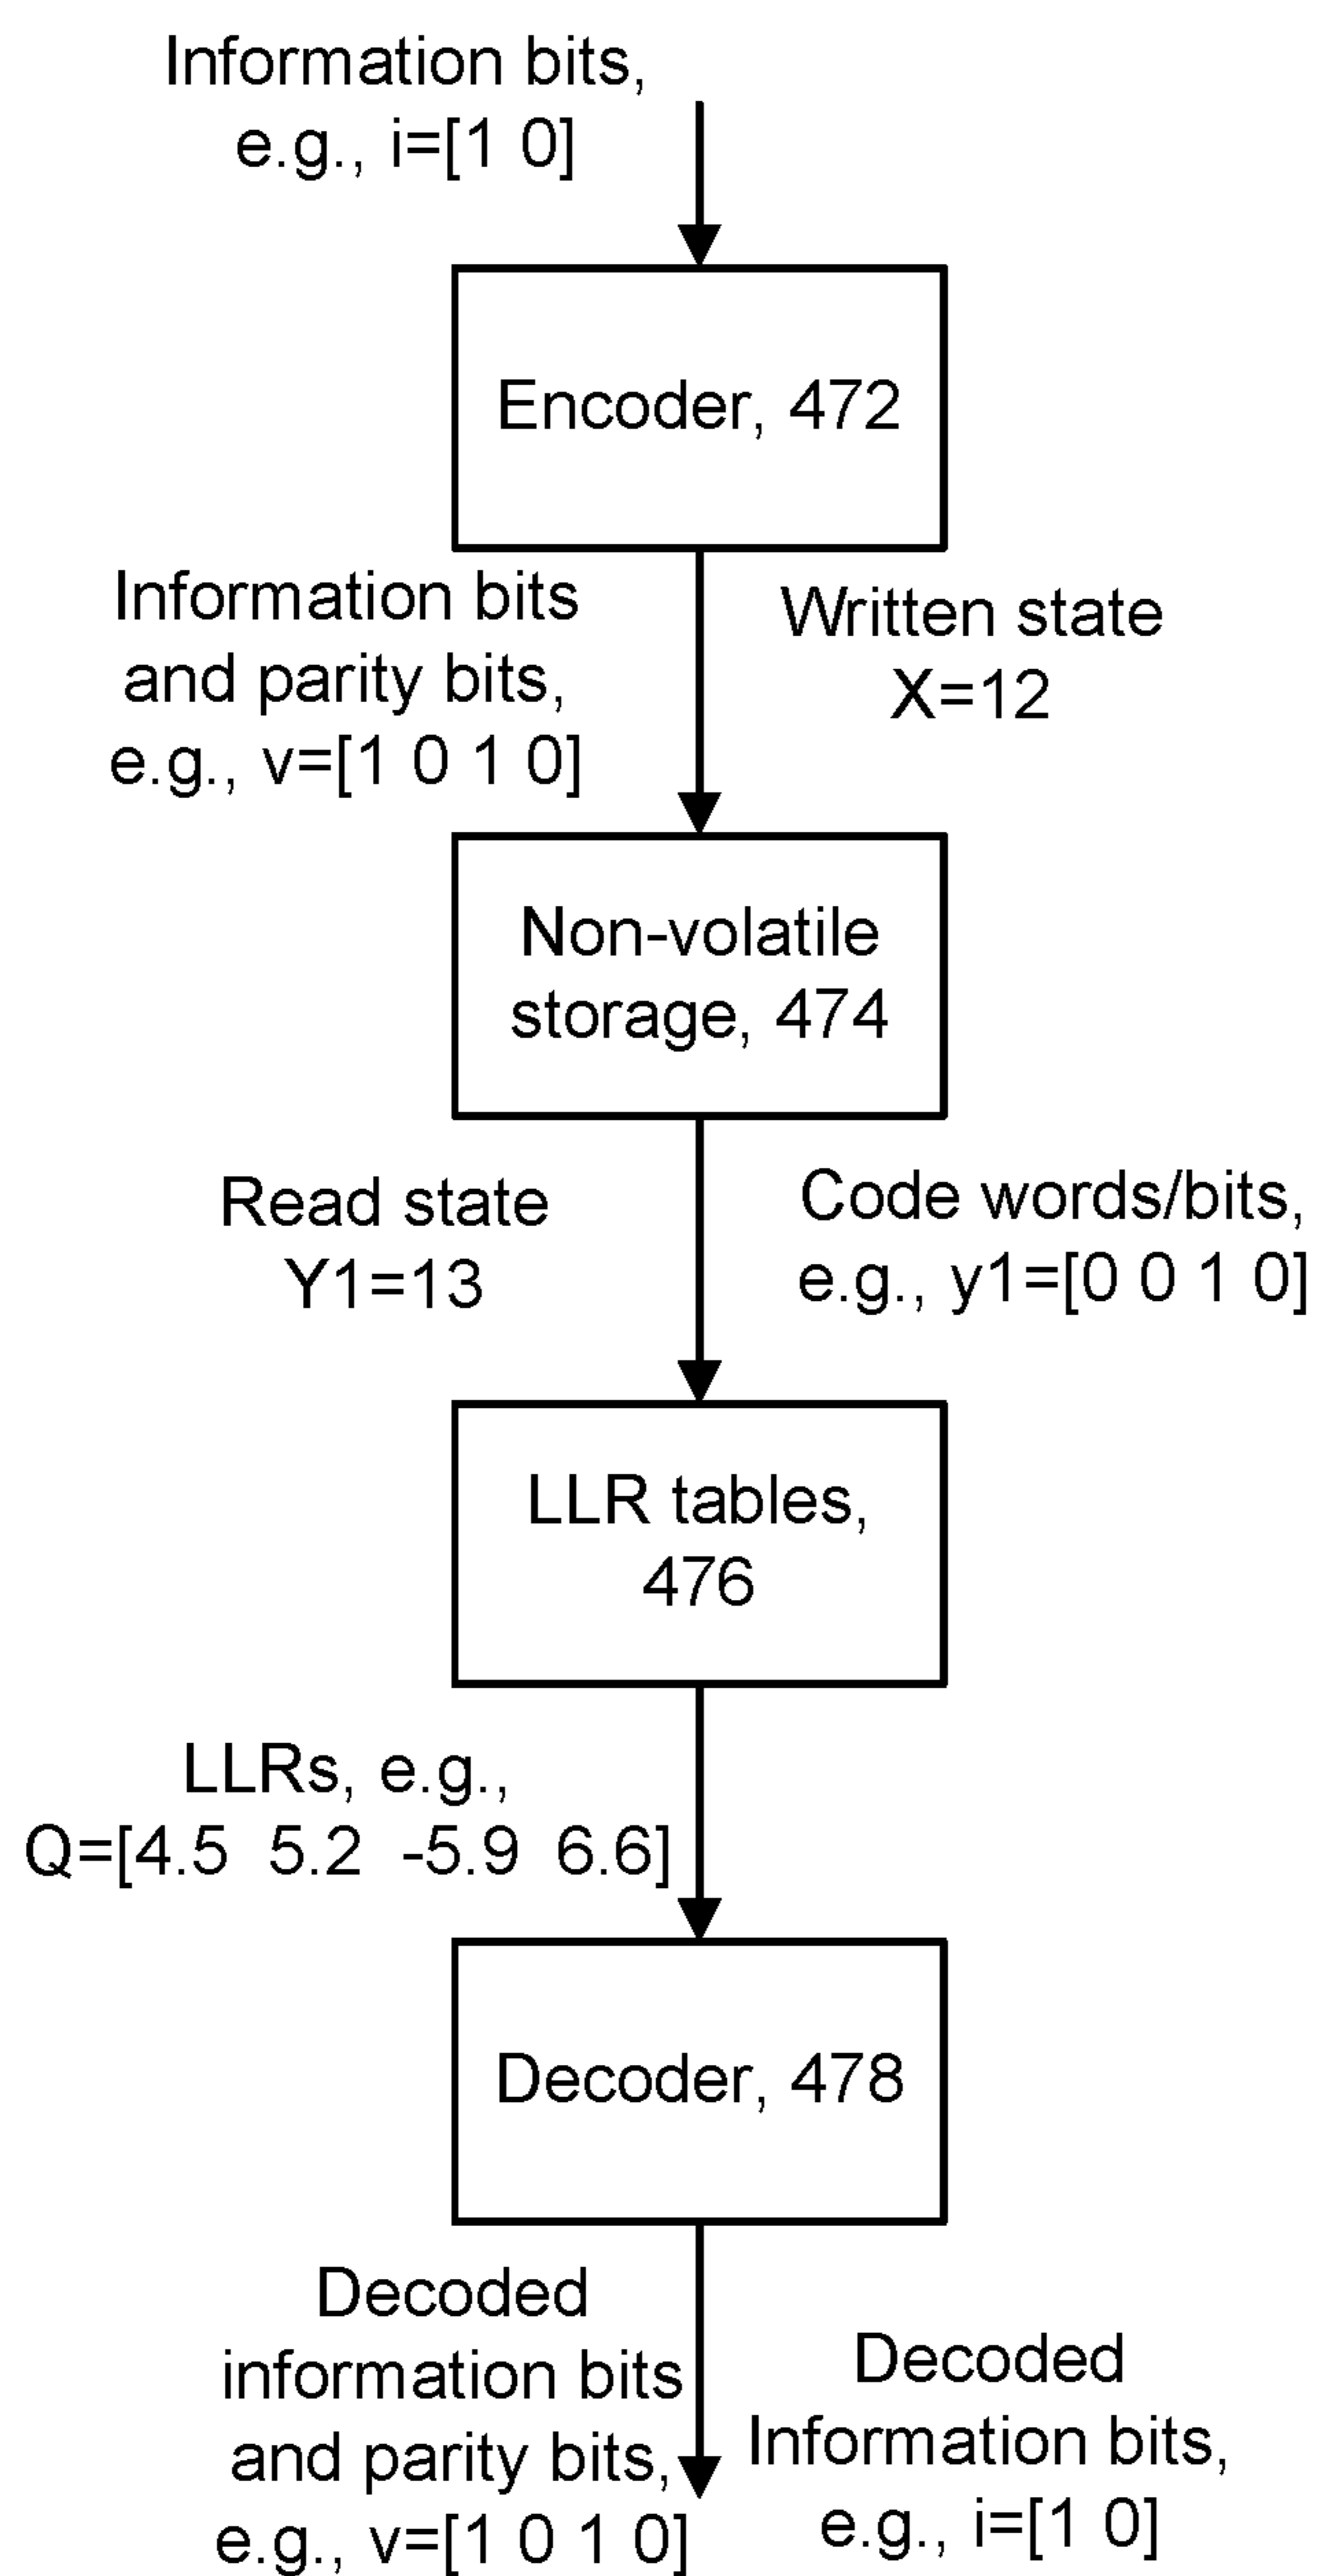 Information bits,
e.g., i=[1 0]
Encoder, 472
Information bits
and parity bits,
e.g., v=[1 0 1 0]
Written state
X=12
Non-volatile
storage, 474
Read state
Y1=13
Code words/bits,
e.g., y1=[0 0 1 0]
LLR tables,
476
LLRs, e.g.,
Q=[4.5 5.2 -5.9 6.6]
Decoder, 478
Decoded
information bits
and parity bits,
e.g., v=[1 0 1 0]
Decoded
Information bits,
e.g., i=[1 0]